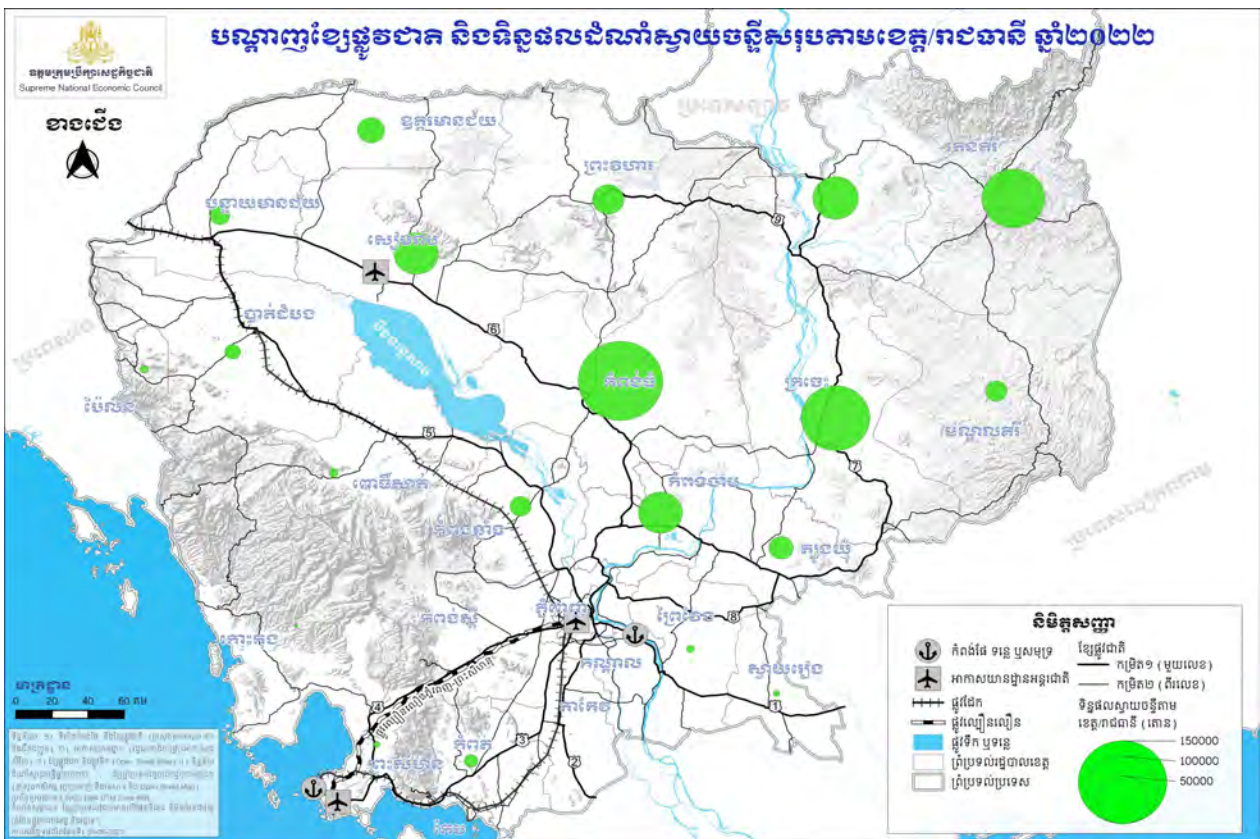 បណ្តាញខ្សែផ្លូវជាតិ និងទិន្នផលដំណាំស្វាយចន្ទីសរុបតាមខេត្ត/រាជធានី ឆ្នាំ២០២២
ឧត្តមក្រុមប្រឹក្សាសេដ្ឋកិច្ចជាតិ
Supreme National Economic Council
ខាងជើង
ឧត្តរមានជ័យ
ព្រះវិហារ
បន្ទាយមានជ័យ
សៀមរាប
9
បាត់ដំបង
6
កំពង់ធំ
ក្រចេះ
ប៉ៃលិន
មណ្ឌលគិរី
5
7
ពោធិ៍សាត់
កំពង់ចាម
កំពង់ឆ្នាំង
ត្បូងឃ្មុំ
កំពង់ស្ពឺ
ភ្នំពេញ
ព្រៃវែង
8
កោះកុង
កណ្តាល
ស្វាយរៀង
តាកែវ
1
4
3
2
កំពត
ព្រះសីហនុ
កែប
មាត្រដ្ឋាន
0 20 40 60 KM
និមិត្តសញ្ញា
កំពង់ផែ ទន្លេ ឬសមុទ្រ
អាកាសយានដ្ឋានអន្តរជាតិ
ផ្លូវដែក
ផ្លូវល្បឿនលឿន
ផ្លូវទឹក ឬទន្លេ
ព្រំប្រទល់រដ្ឋបាលខេត្ត
ព្រំប្រទល់ប្រទេស
ខ្សែផ្លូវជាតិ
កម្រិត១ (មួយលេខ)
កម្រិត២ (ពីរលេខ)
ទិន្នផលស្វាយចន្ទីតាម
ខេត្ត/រាជធានី (តោន)
150000
100000
50000